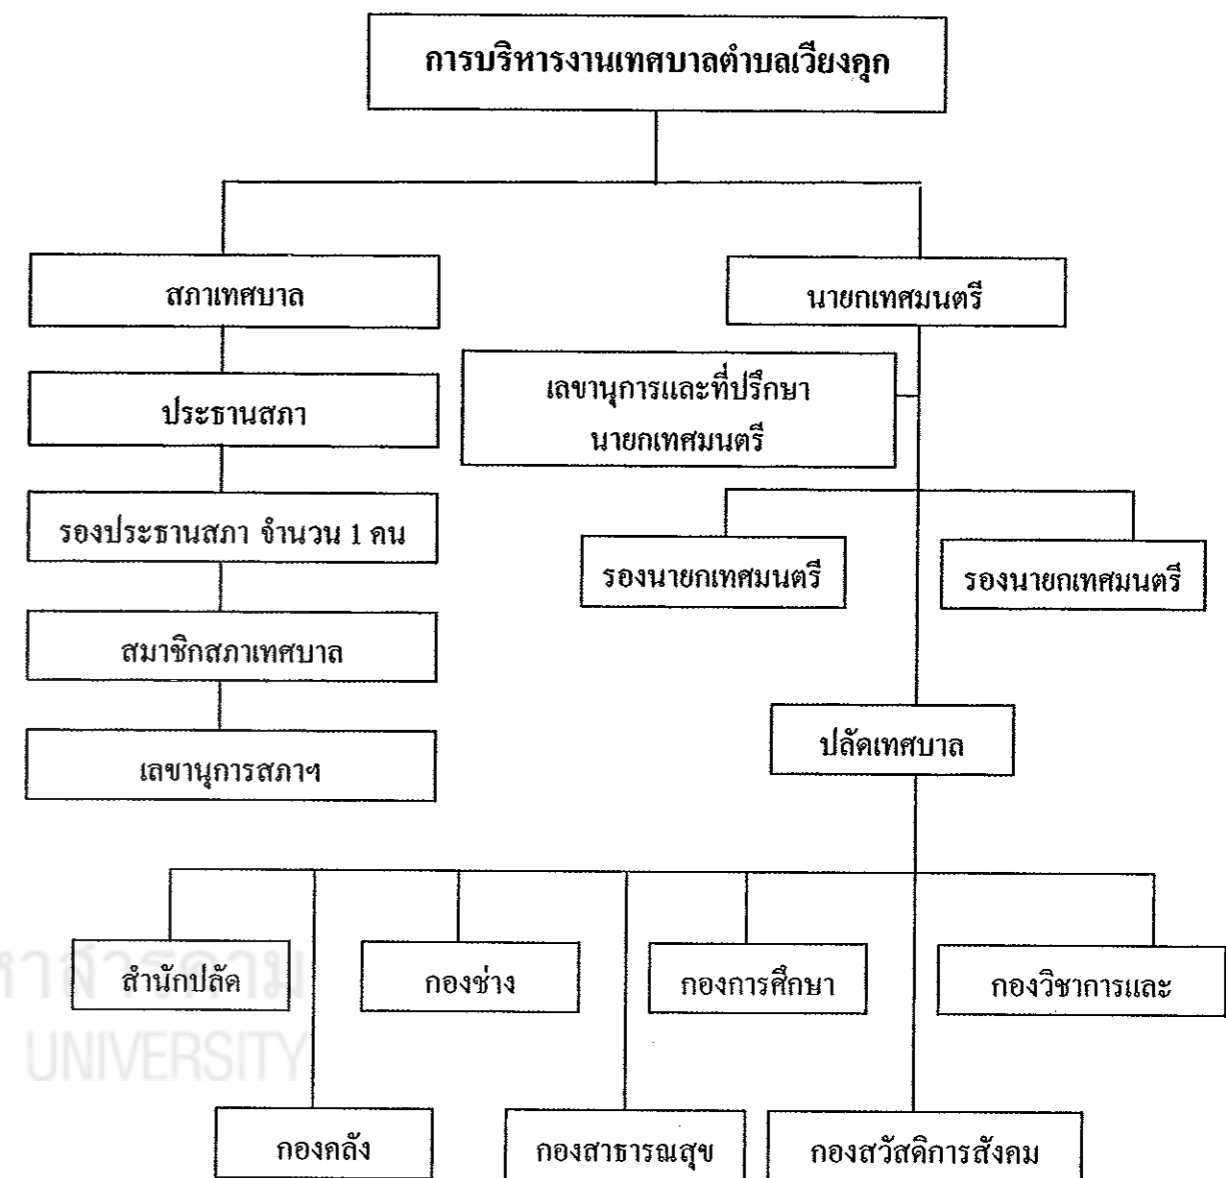 การบริหารงานเทศบาลตำบลเวียงคุก
สภาเทศบาล
นายกเทศมนตรี
เลขานุการและที่ปรึกษา
นายกเทศมนตรี
ประธานสภา
รองประธานสภา จำนวน 1 คน
รองนายกเทศมนตรี
รองนายกเทศมนตรี
สมาชิกสภาเทศบาล
ปลัดเทศบาล
เลขานุการสภาฯ
สำนักปลัด
กองช่าง
กองการศึกษา
กองวิชาการและ
UNIVERSITY
กองคลัง
กองสาธารณสุข
กองสวัสดิการสังคม